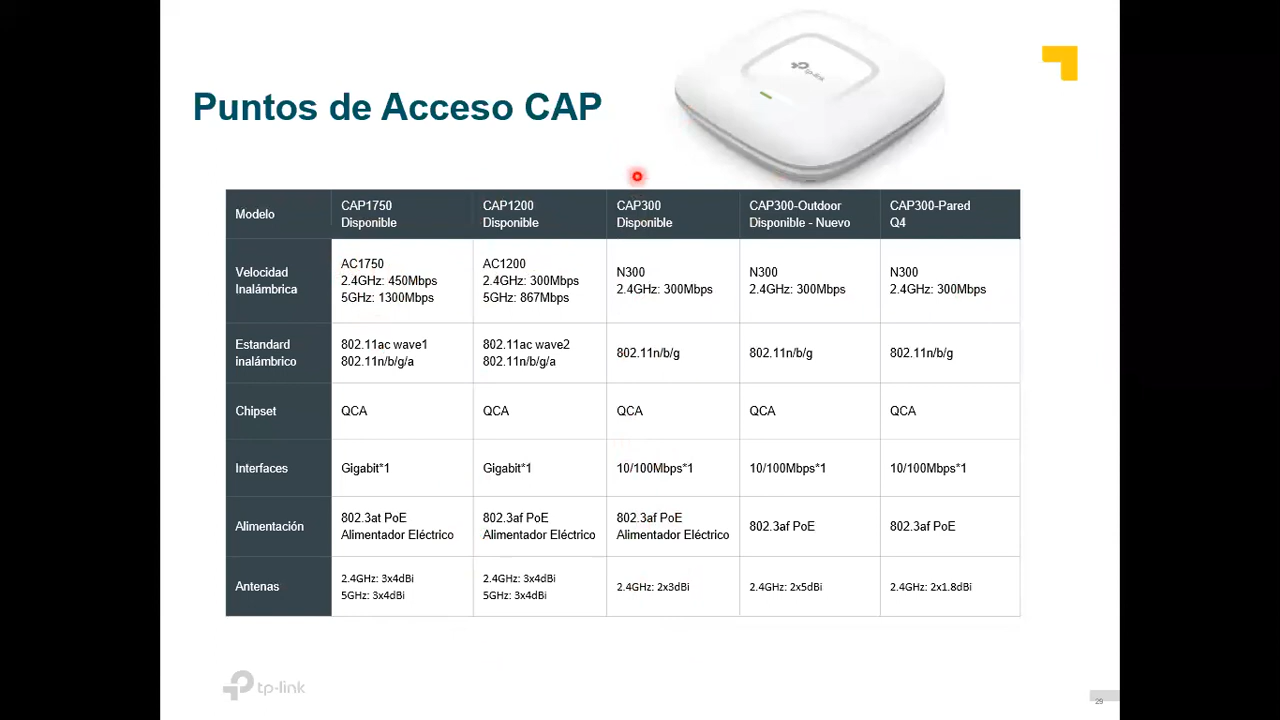 tp-link
Puntos de Acceso CAP
Modelo
CAP1750
Disponible
CAP1200
Disponible
CAP300
Disponible
CAP300-Outdoor
Disponible - Nuevo
CAP300-Pared
Q4
Velocidad
Inalámbrica
AC1750
2.4GHz: 450Mbps
5GHz: 1300Mbps
AC1200
2.4GHz: 300Mbps
5GHz: 867Mbps
N300
2.4GHz: 300Mbps
N300
2.4GHz: 300Mbps
N300
2.4GHz: 300Mbps
Estandard
inalámbrico
802.11ac wave1
802.11n/b/g/a
802.11ac wave2
802.11n/b/g/a
802.11n/b/g
802.11n/b/g
802.11n/b/g
Chipset
QCA
QCA
QCA
QCA
QCA
Interfaces
Gigabit*1
Gigabit*1
10/100Mbps*1
10/100Mbps*1
10/100Mbps*1
Alimentación
802.3at PoE
Alimentador Eléctrico
802.3af PoE
Alimentador Eléctrico
802.3af PoE
Alimentador Eléctrico
802.3af PoE
802.3af PoE
Antenas
2.4GHz: 3x4dBi
5GHz: 3x4dBi
2.4GHz: 3x4dBi
5GHz: 3x4dBi
2.4GHz: 2x3dBi
2.4GHz: 2x5dBi
2.4GHz: 2x1.8dBi
tp-link
29